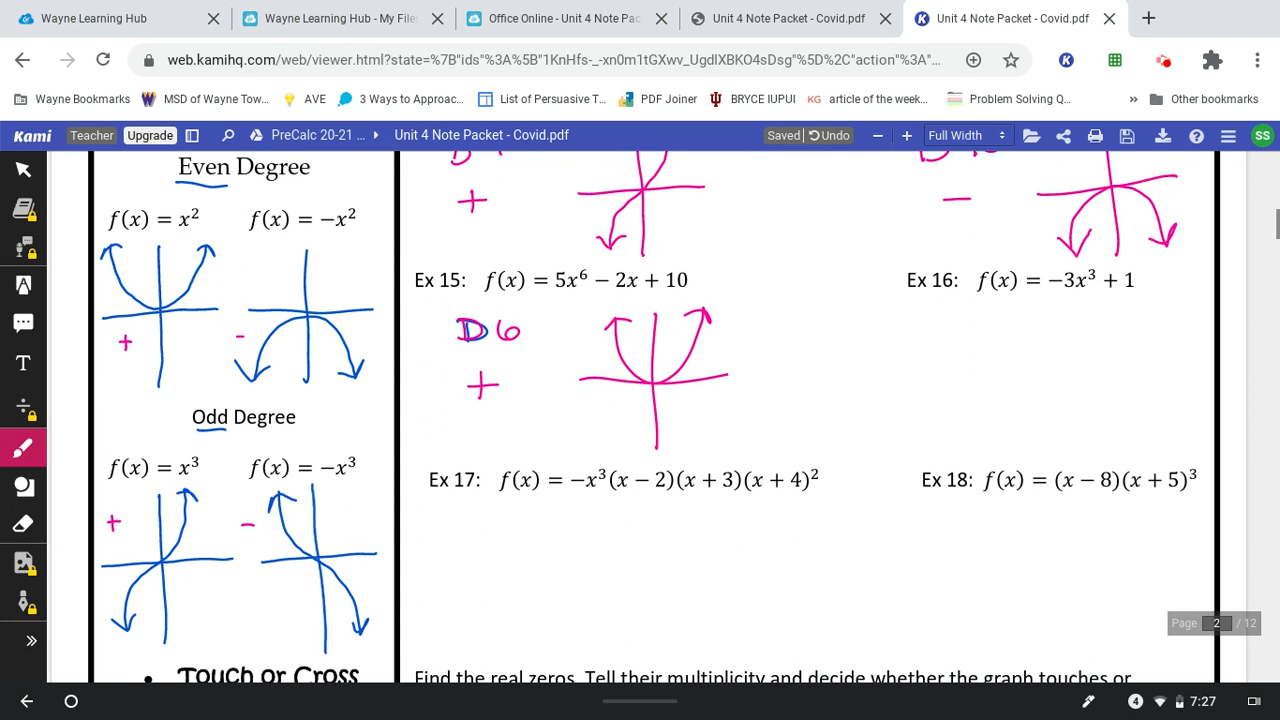 Wayne Learning Hub
Wayne Learning Hub - My File
Office Online - Unit 4 Note Pac
Unit 4 Note Packet - Covid.pdf
Unit 4 Note Packet - Covid.pdf
web.kamihq.com/web/viewer.html?state=%7B"ids"%3A%5B"1KnHfs-_-xn0m1tGXwv_UgdIXBKO4sDsg"%5D%2C"action"%3A"...
Wayne Bookmarks
MSD of Wayne Tow...
AVE
3 Ways to Approac...
List of Persuasive T...
PDF Joiner
BRYCE IUPUI
KG article of the week...
Problem Solving Q...
» Other bookmarks
Kami Teacher Upgrade
PreCalc 20-21 ...
Unit 4 Note Packet - Covid.pdf
Saved Undo
Full Width
SS
Even Degree
f(x) = x² f(x) = −x²
+ −
Odd Degree
f(x) = x³ f(x) = −x³
+ −
• Touch or Cross
+ −
Ex 15: f(x) = 5x⁶ − 2x + 10
D 6
+
Ex 16: f(x) = −3x³ + 1
Ex 17: f(x) = −x³(x − 2)(x + 3)(x + 4)²
Ex 18: f(x) = (x − 8)(x + 5)³
Find the real zeros. Tell their multiplicity and decide whether the graph touches or
Page 2 / 12
4 7:27